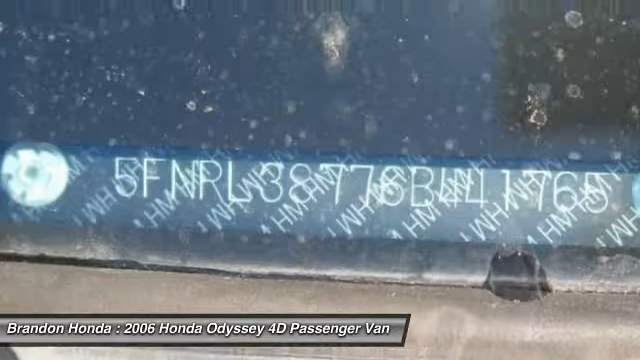 5FNRL38776B441765
Brandon Honda : 2006 Honda Odyssey 4D Passenger Van